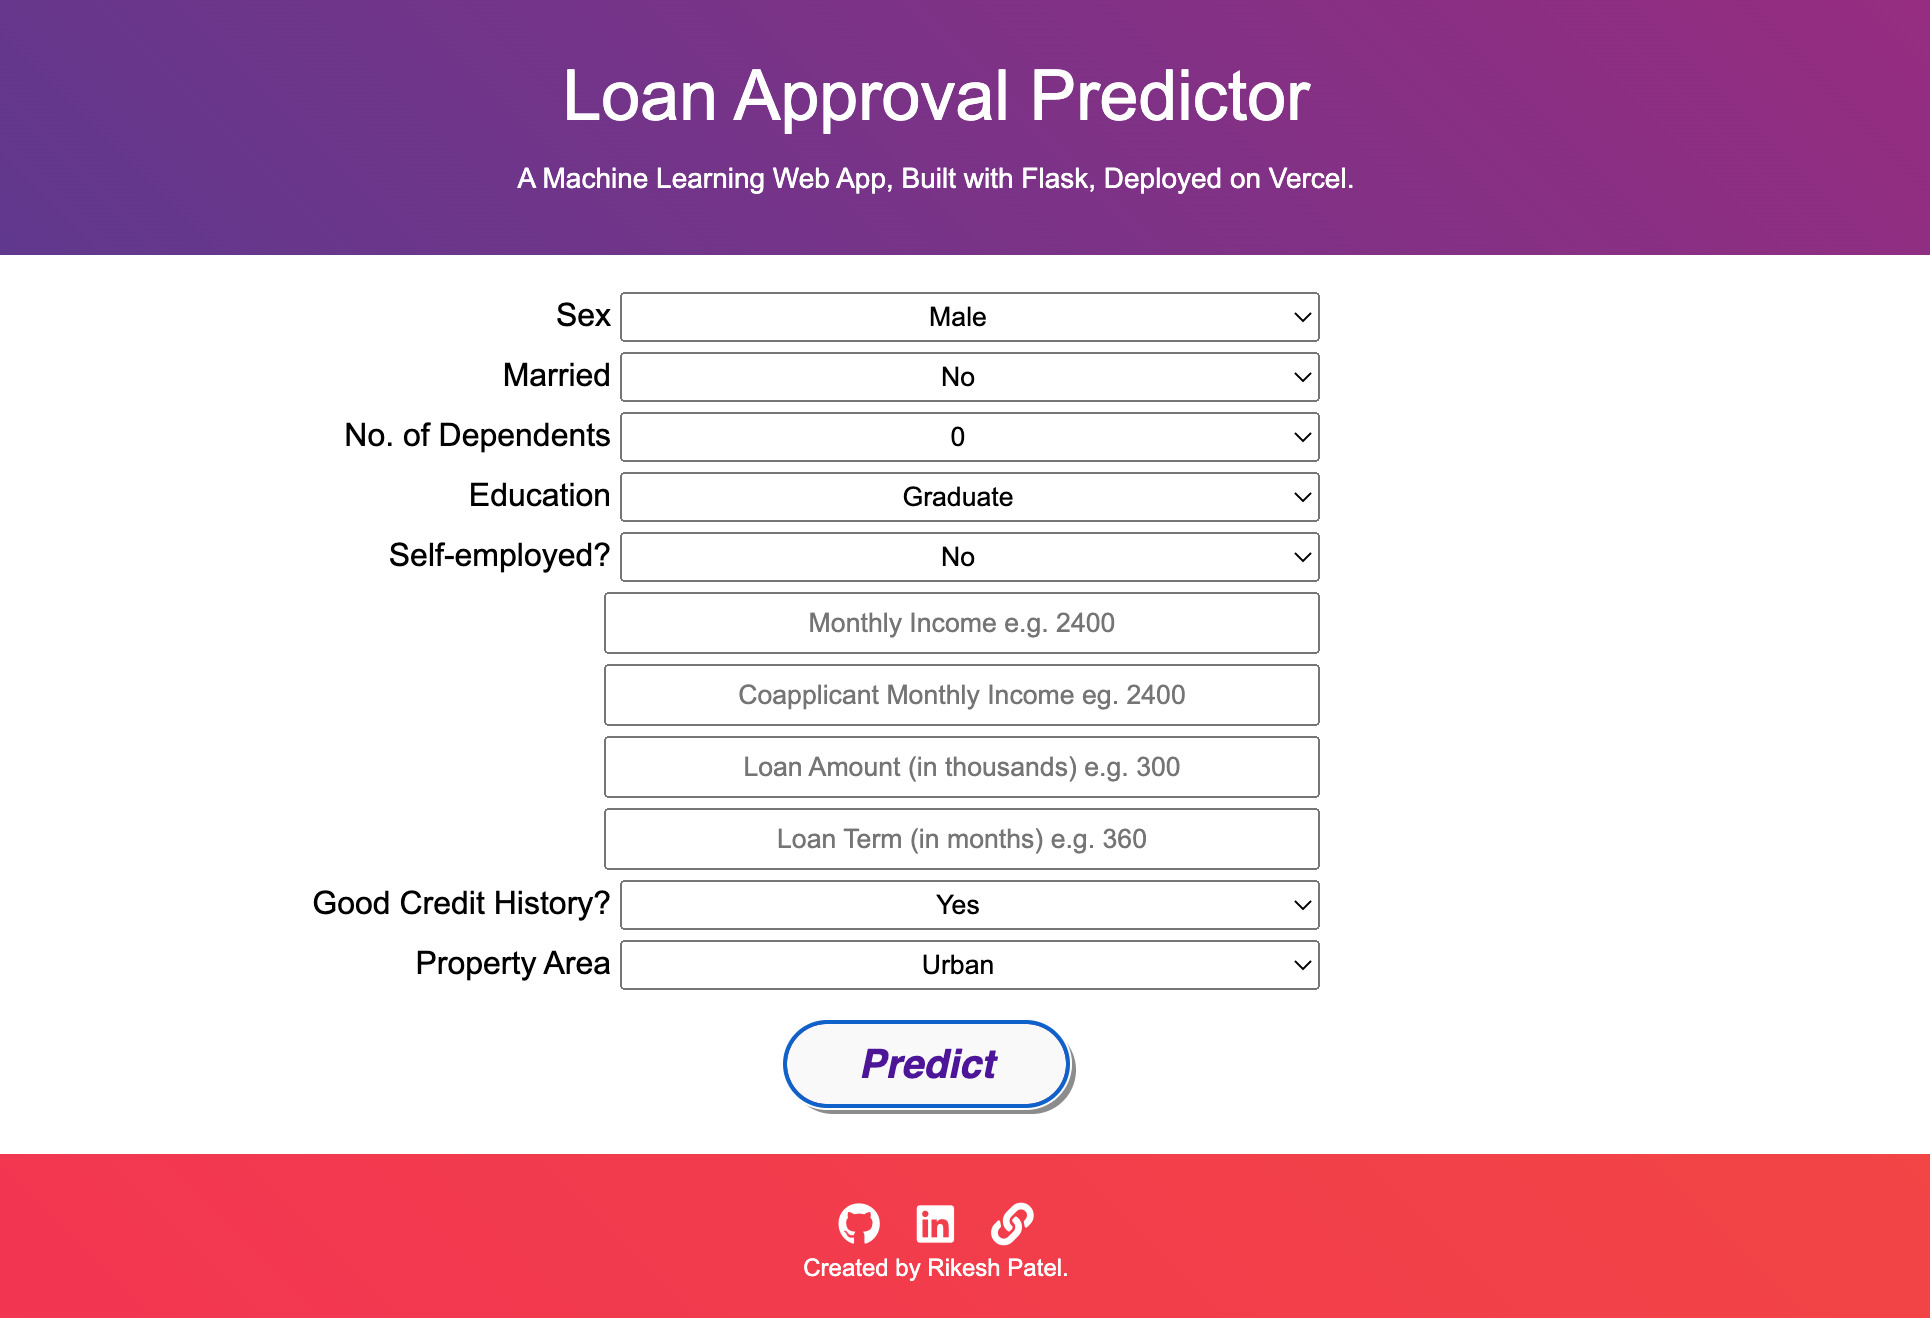 Loan Approval Predictor
A Machine Learning Web App, Built with Flask, Deployed on Vercel.
Sex Male
Married No
No. of Dependents 0
Education Graduate
Self-employed? No
Monthly Income e.g. 2400
Coapplicant Monthly Income eg. 2400
Loan Amount (in thousands) e.g. 300
Loan Term (in months) e.g. 360
Good Credit History? Yes
Property Area Urban
Predict
in
Created by Rikesh Patel.